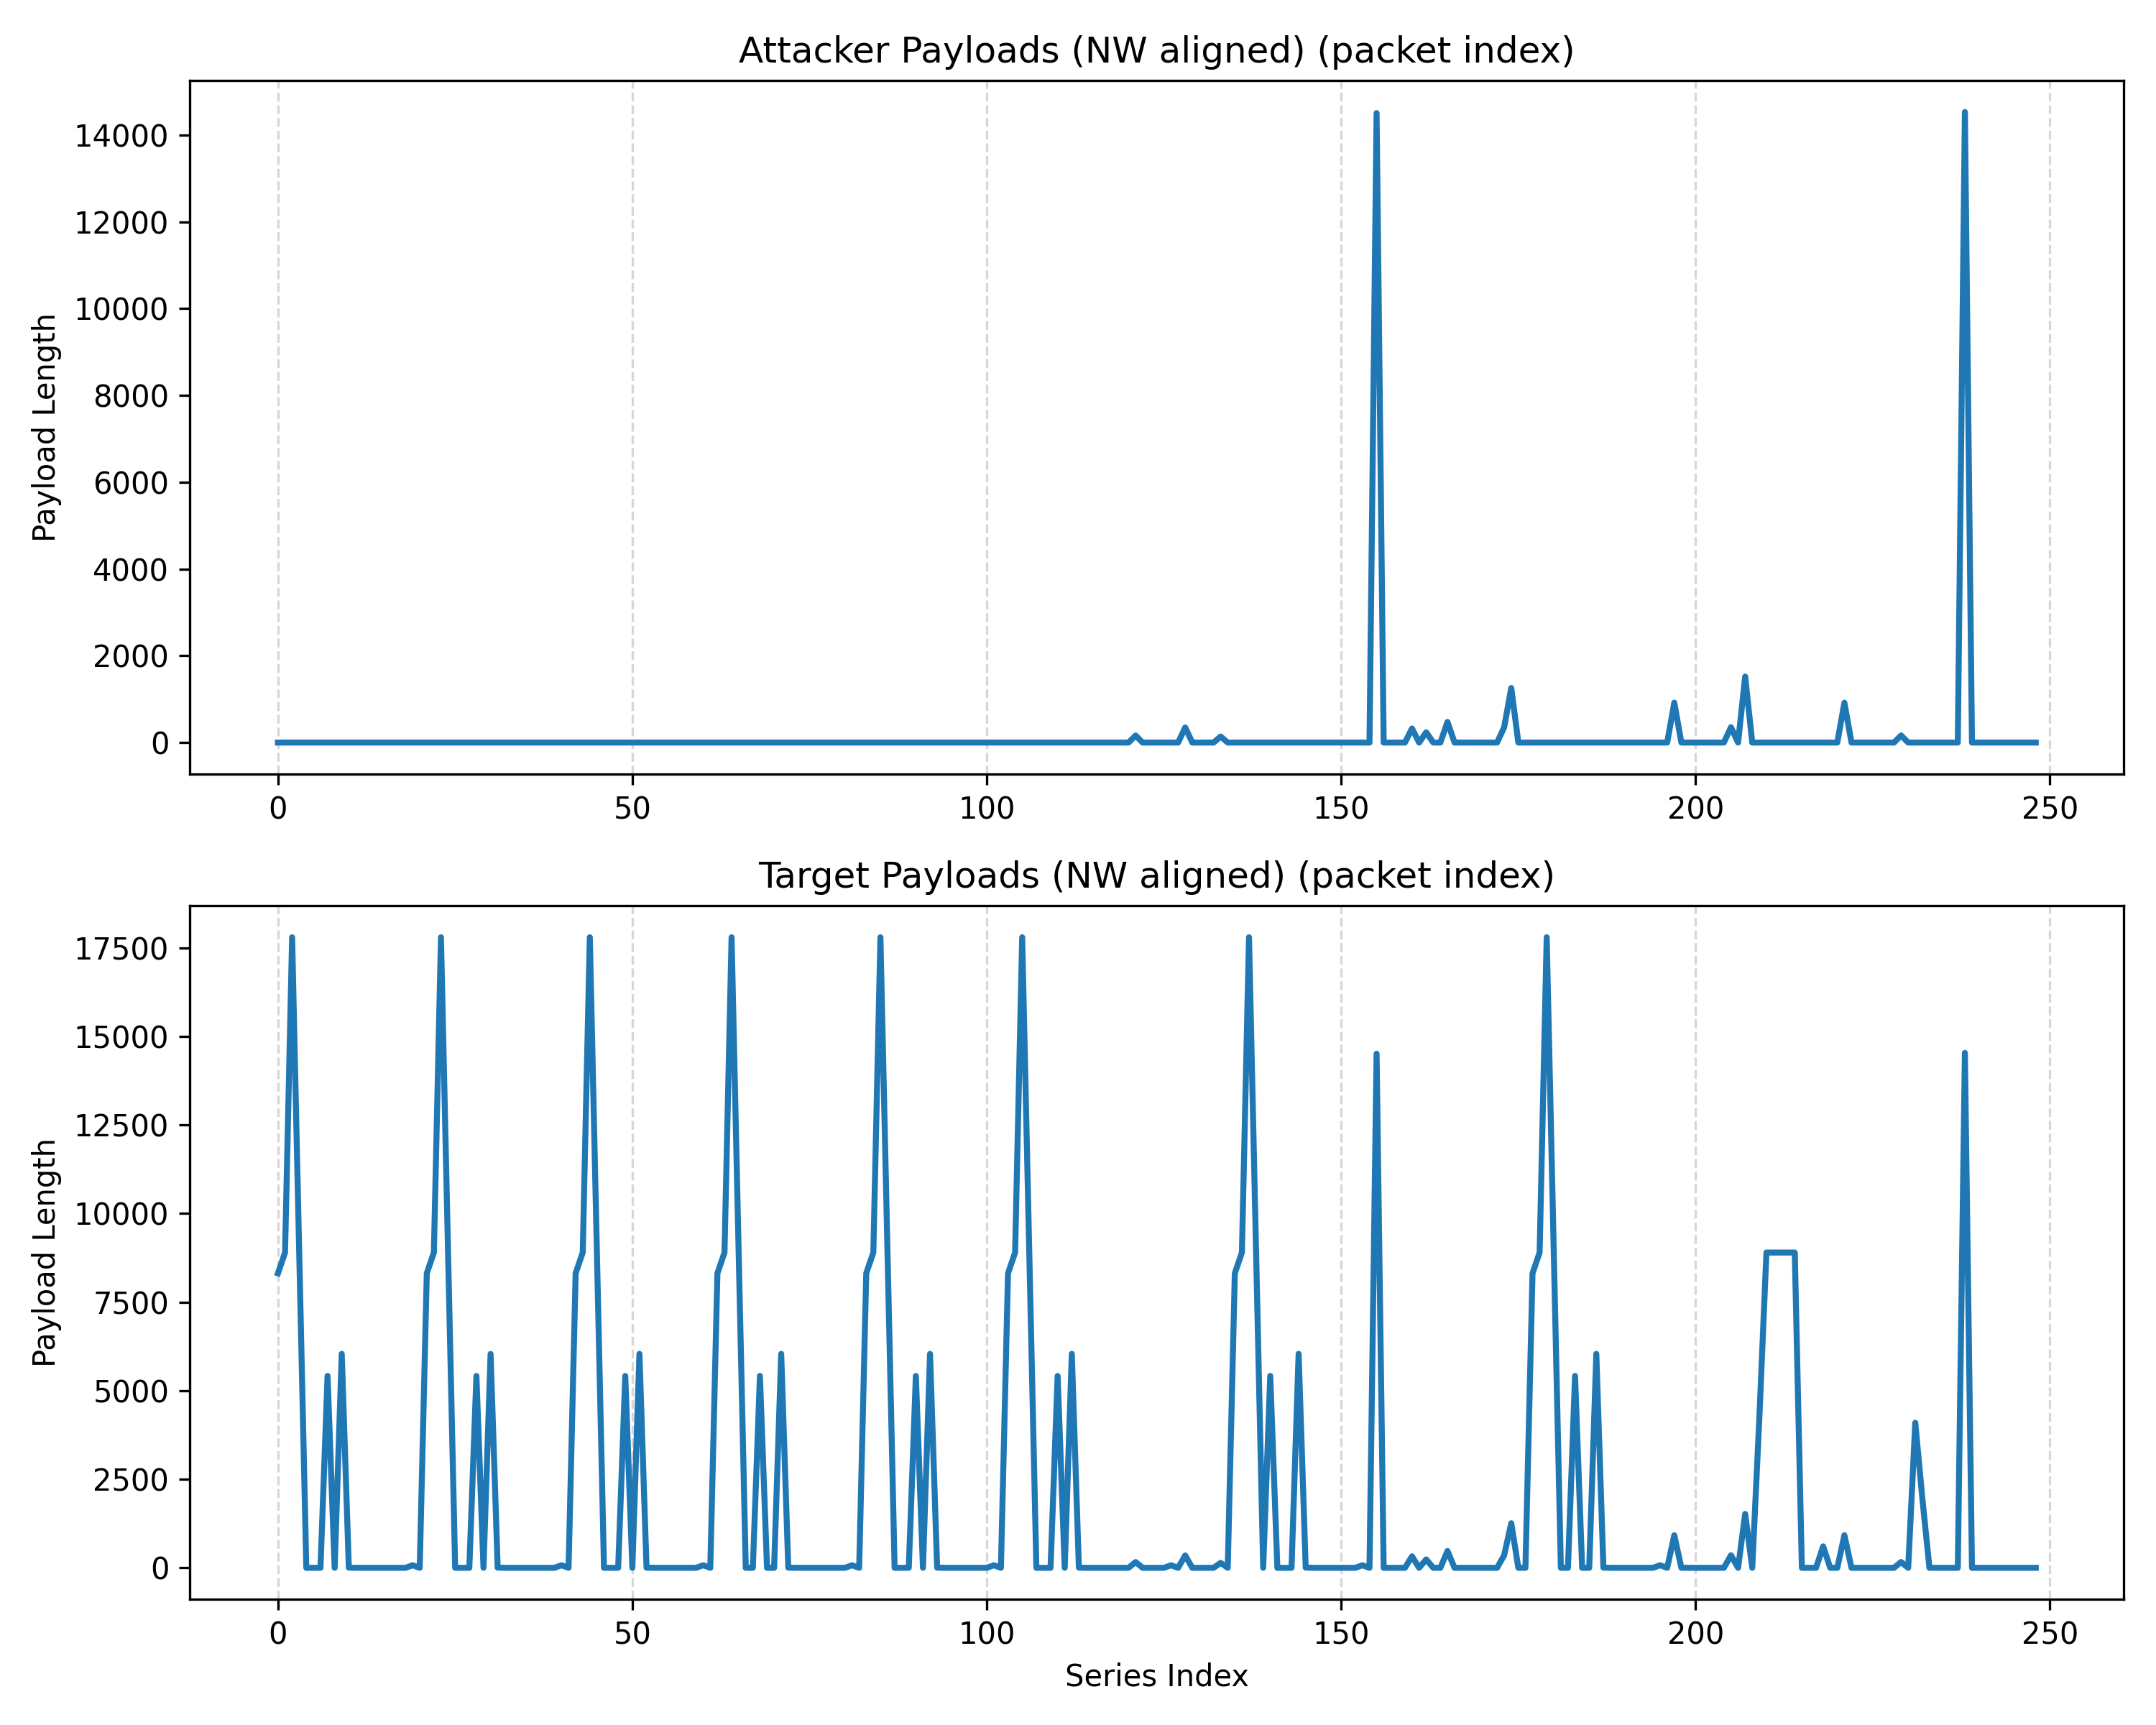 Attacker Payloads (NW aligned) (packet index)
14000
12000
10000
8000
6000
4000
2000
0
Payload Length
0 50 100 150 200 250
Target Payloads (NW aligned) (packet index)
17500
15000
12500
10000
7500
5000
2500
0
Payload Length
0 50 100 150 200 250
Series Index